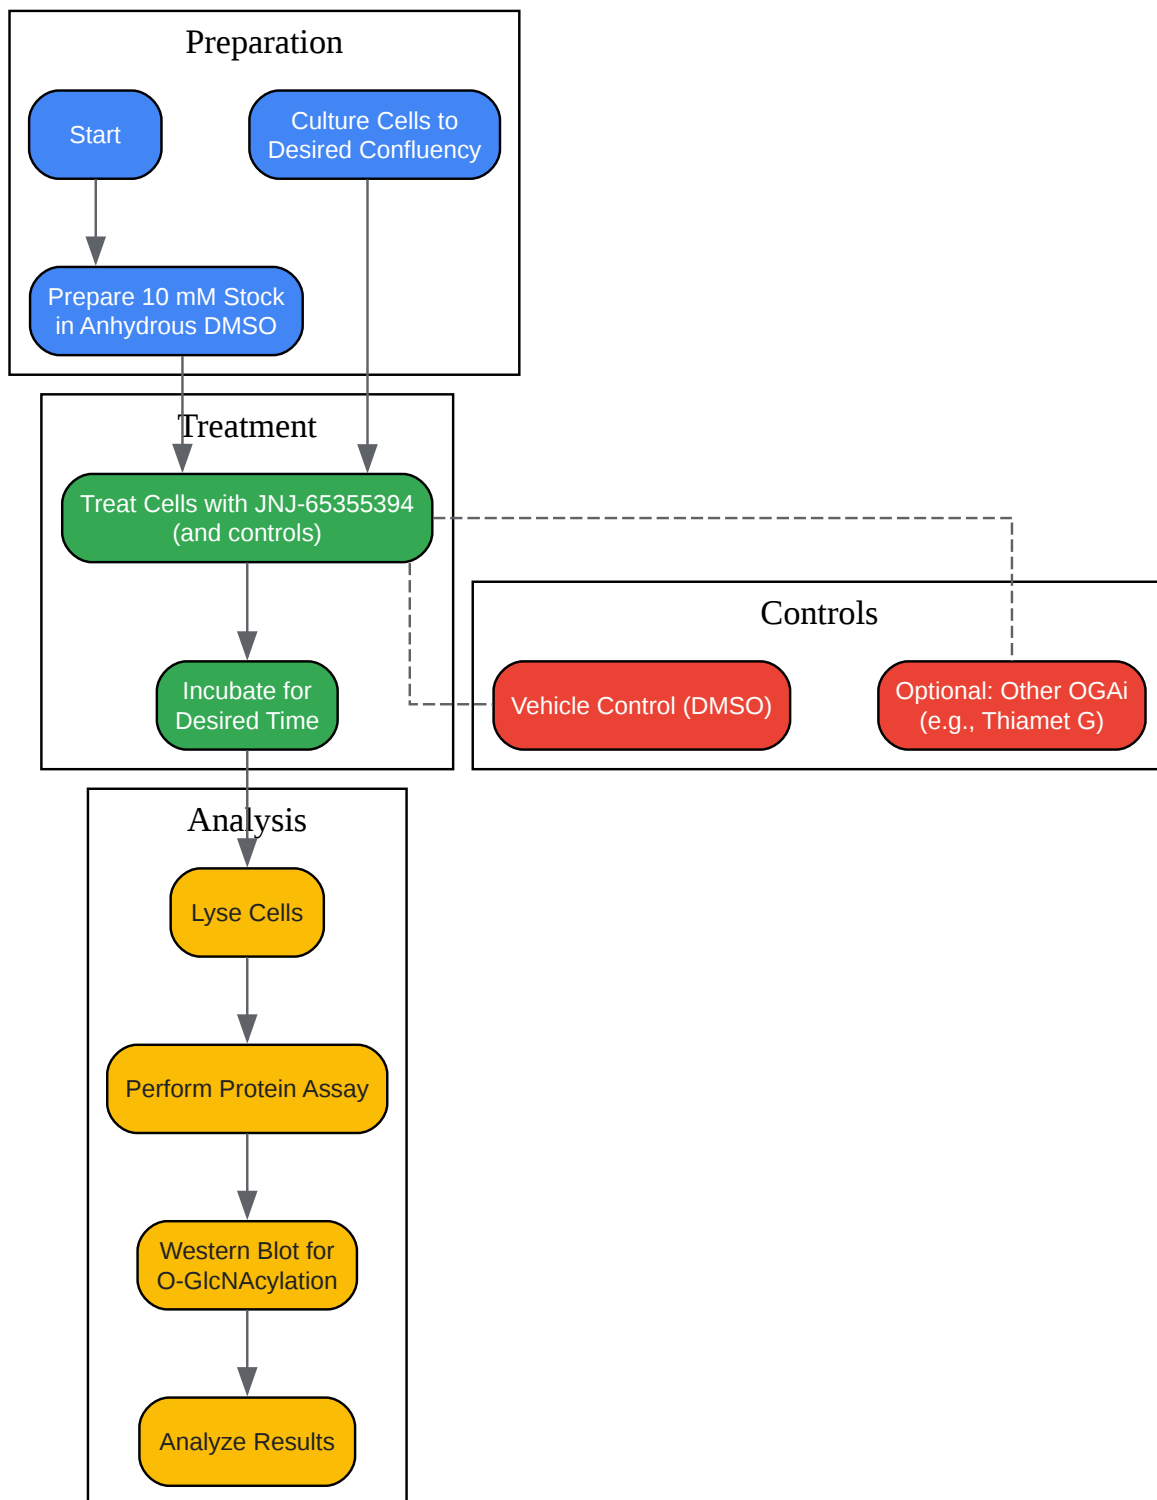 Preparation
Start
Culture Cells to
Desired Confluency
Prepare 10 mM Stock
in Anhydrous DMSO
Treatment
Treat Cells with JNJ-65355394
(and controls)
Controls
Incubate for
Desired Time
Vehicle Control (DMSO)
Optional: Other OGAi
(e.g., Thiamet G)
Analysis
Lyse Cells
Perform Protein Assay
Western Blot for
O-GlcNAcylation
Analyze Results